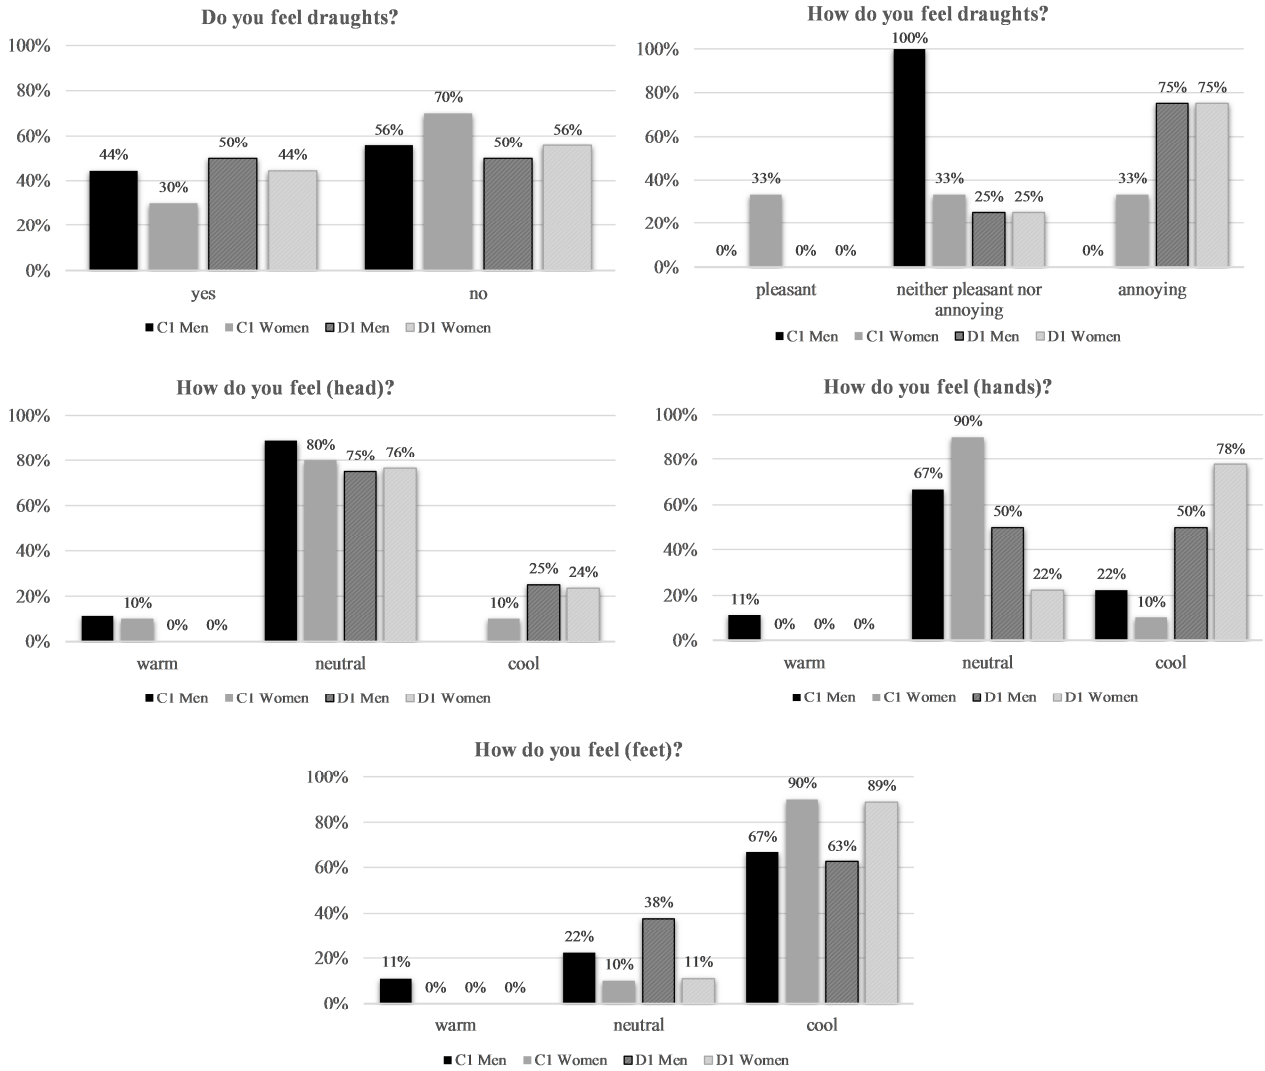 Do you feel draughts?
100%
80%
60%
40%
20%
0%
44%
30%
50%
44%
56%
70%
50%
56%
yes
no
C1 Men
C1 Women
D1 Men
D1 Women
How do you feel draughts?
100%
80%
60%
40%
20%
0%
0%
33%
0%
0%
100%
33%
25%
25%
0%
33%
75%
75%
pleasant
neither pleasant nor
annoying
annoying
C1 Men
C1 Women
D1 Men
D1 Women
How do you feel (head)?
100%
80%
60%
40%
20%
0%
10%
0%
0%
80%
75%
76%
10%
25%
24%
warm
neutral
cool
C1 Men
C1 Women
D1 Men
D1 Women
How do you feel (hands)?
100%
80%
60%
40%
20%
0%
11%
0%
0%
0%
67%
90%
50%
22%
22%
10%
50%
78%
warm
neutral
cool
C1 Men
C1 Women
D1 Men
D1 Women
How do you feel (feet)?
100%
80%
60%
40%
20%
0%
11%
0%
0%
0%
22%
10%
38%
11%
67%
90%
63%
89%
warm
neutral
cool
C1 Men
C1 Women
D1 Men
D1 Women